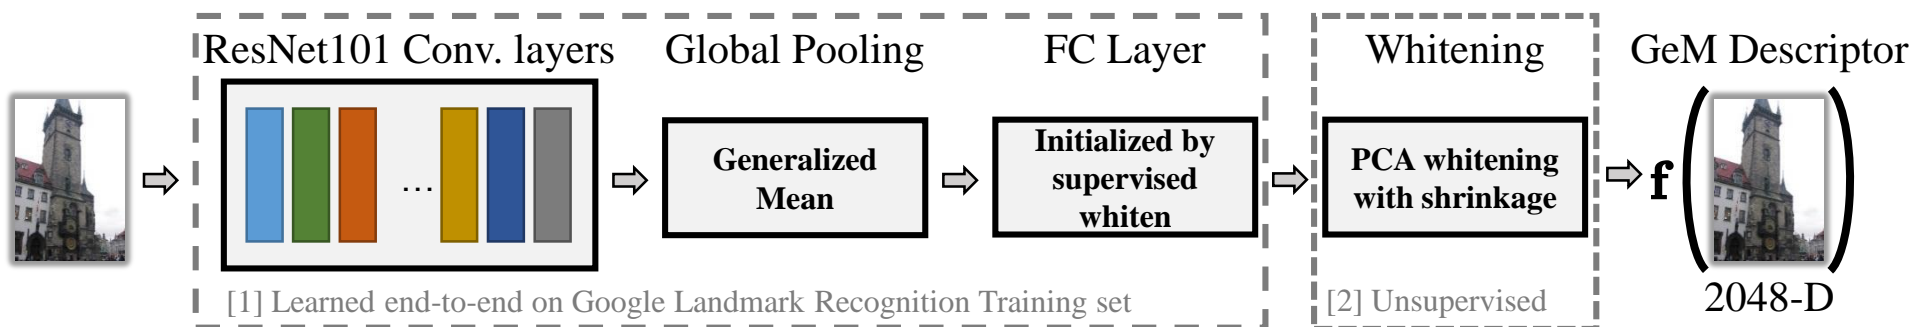 ResNet101 Conv. layers
Global Pooling
FC Layer
Whitening
GeM Descriptor
...
Generalized
Mean
Initialized by
supervised
whiten
PCA whitening
with shrinkage
f
[1] Learned end-to-end on Google Landmark Recognition Training set
[2] Unsupervised
2048-D